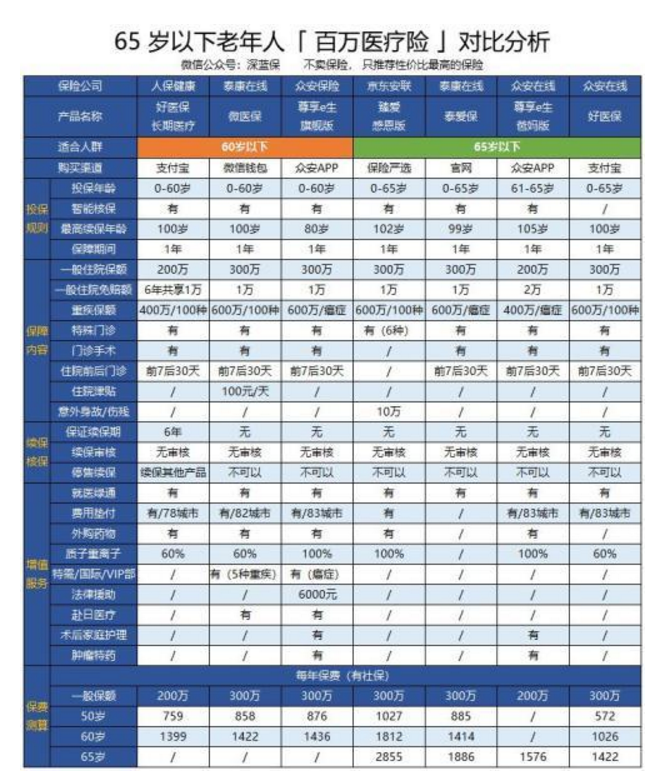 65 岁以下老年人「 百万医疗险 」对比分析
微信公众号：深蓝保 不卖保险，只推荐性价比最高的保险
保险公司 人保健康 泰康在线 众安保险 京东安联 泰康在线 众安在线 众安在线
产品名称 好医保长期医疗 微医保 尊享e生旗舰版 臻爱感恩版 泰爱保 尊享e生爸妈版 好医保
适合人群 60岁以下 65岁以下
购买渠道 支付宝 微信钱包 众安APP 保险严选 官网 众安APP 支付宝
投保规则
投保年龄 0-60岁 0-60岁 0-60岁 0-65岁 0-65岁 61-65岁 0-65岁
智能核保 有 有 有 有 有 有 /
最高续保年龄 100岁 100岁 80岁 102岁 99岁 105岁 100岁
保障期间 1年 1年 1年 1年 1年 1年 1年
保障内容
一般住院保额 200万 300万 300万 300万 300万 200万 300万
一般住院免赔额 6年共享1万 1万 1万 1万 1万 2万 1万
重疾保额 400万/100种 600万/100种 600万/癌症 600万/100种 600万/癌症 400万/癌症 600万/100种
特殊门诊 有 有 有 有（6种） 有 有 有
门诊手术 有 有 有 / 有 有 有
住院前后门诊 前7后30天 前7后30天 前7后30天 / 前7后30天 前7后30天 前7后30天
住院津贴 / 100元/天 / / / / /
意外身故/伤残 / / / 10万 / / /
续保核保
保证续保期 6年 无 无 无 无 无 无
续保审核 无审核 无审核 无审核 无审核 无审核 无审核 无审核
停售续保 续保其他产品 不可以 不可以 不可以 不可以 不可以 不可以
增值服务
就医绿通 有 有 有 有 有 有 有
费用垫付 有/78城市 有/82城市 有/83城市 有 / 有/83城市 有/83城市
外购药物 有 有 有 有 / 有 /
质子重离子 60% 60% 100% 100% / 100% 60%
特需/国际/VIP部 / 有（5种重疾） 有（癌症） / / / /
法律援助 / / 6000元 / / / /
赴日医疗 / 有 有 / / / /
术后家庭护理 / / 有 / / 有 /
肿瘤特药 / / 有 / / 有 /
保费测算
每年保费（有社保）
一般保额 200万 300万 300万 300万 300万 200万 300万
50岁 759 858 876 1027 885 / 572
60岁 1399 1422 1436 1812 1414 / 1026
65岁 / / / 2855 1886 1576 1422